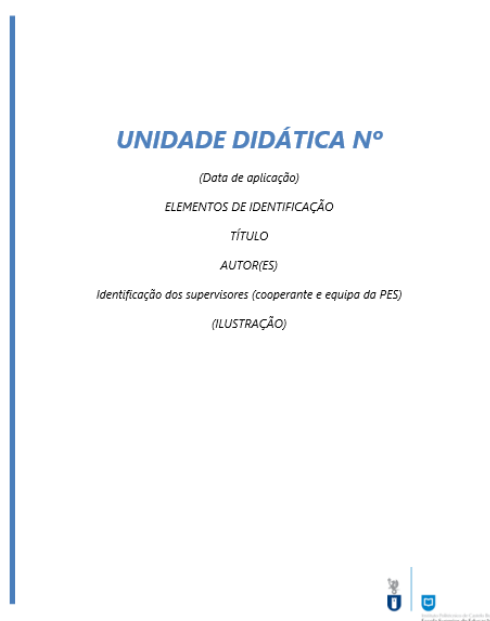 UNIDADE DIDÁTICA Nº
(Data de aplicação)
ELEMENTOS DE IDENTIFICAÇÃO
TÍTULO
AUTOR(ES)
Identificação dos supervisores (cooperante e equipa da PES)
(ILUSTRAÇÃO)